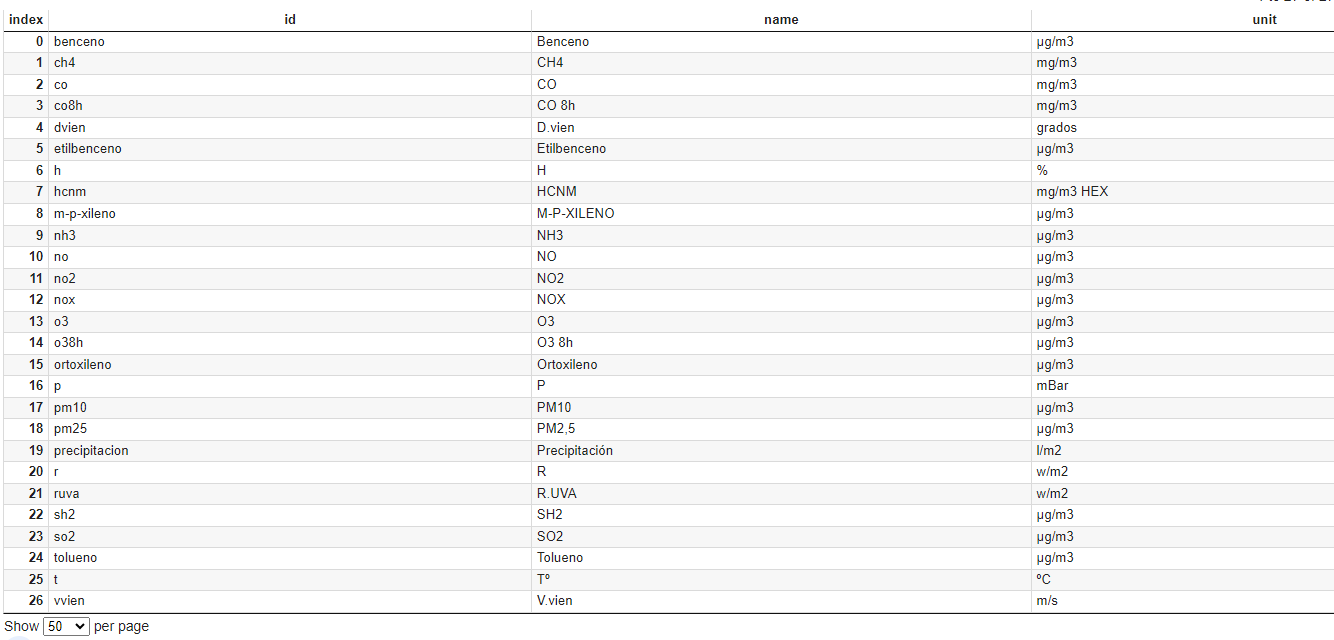 index id name unit
0 benceno Benceno µg/m3
1 ch4 CH4 mg/m3
2 co CO mg/m3
3 co8h CO 8h mg/m3
4 dvien D.vien grados
5 etilbenceno Etilbenceno µg/m3
6 h H %
7 hcnm HCNM mg/m3 HEX
8 m-p-xileno M-P-XILENO µg/m3
9 nh3 NH3 µg/m3
10 no NO µg/m3
11 no2 NO2 µg/m3
12 nox NOX µg/m3
13 o3 O3 µg/m3
14 o38h O3 8h µg/m3
15 ortoxileno Ortoxileno µg/m3
16 p P mBar
17 pm10 PM10 µg/m3
18 pm25 PM2,5 µg/m3
19 precipitacion Precipitación l/m2
20 r R w/m2
21 ruva R.UVA w/m2
22 sh2 SH2 µg/m3
23 so2 SO2 µg/m3
24 tolueno Tolueno µg/m3
25 t Tº ºC
26 vvien V.vien m/s
Show 50 per page